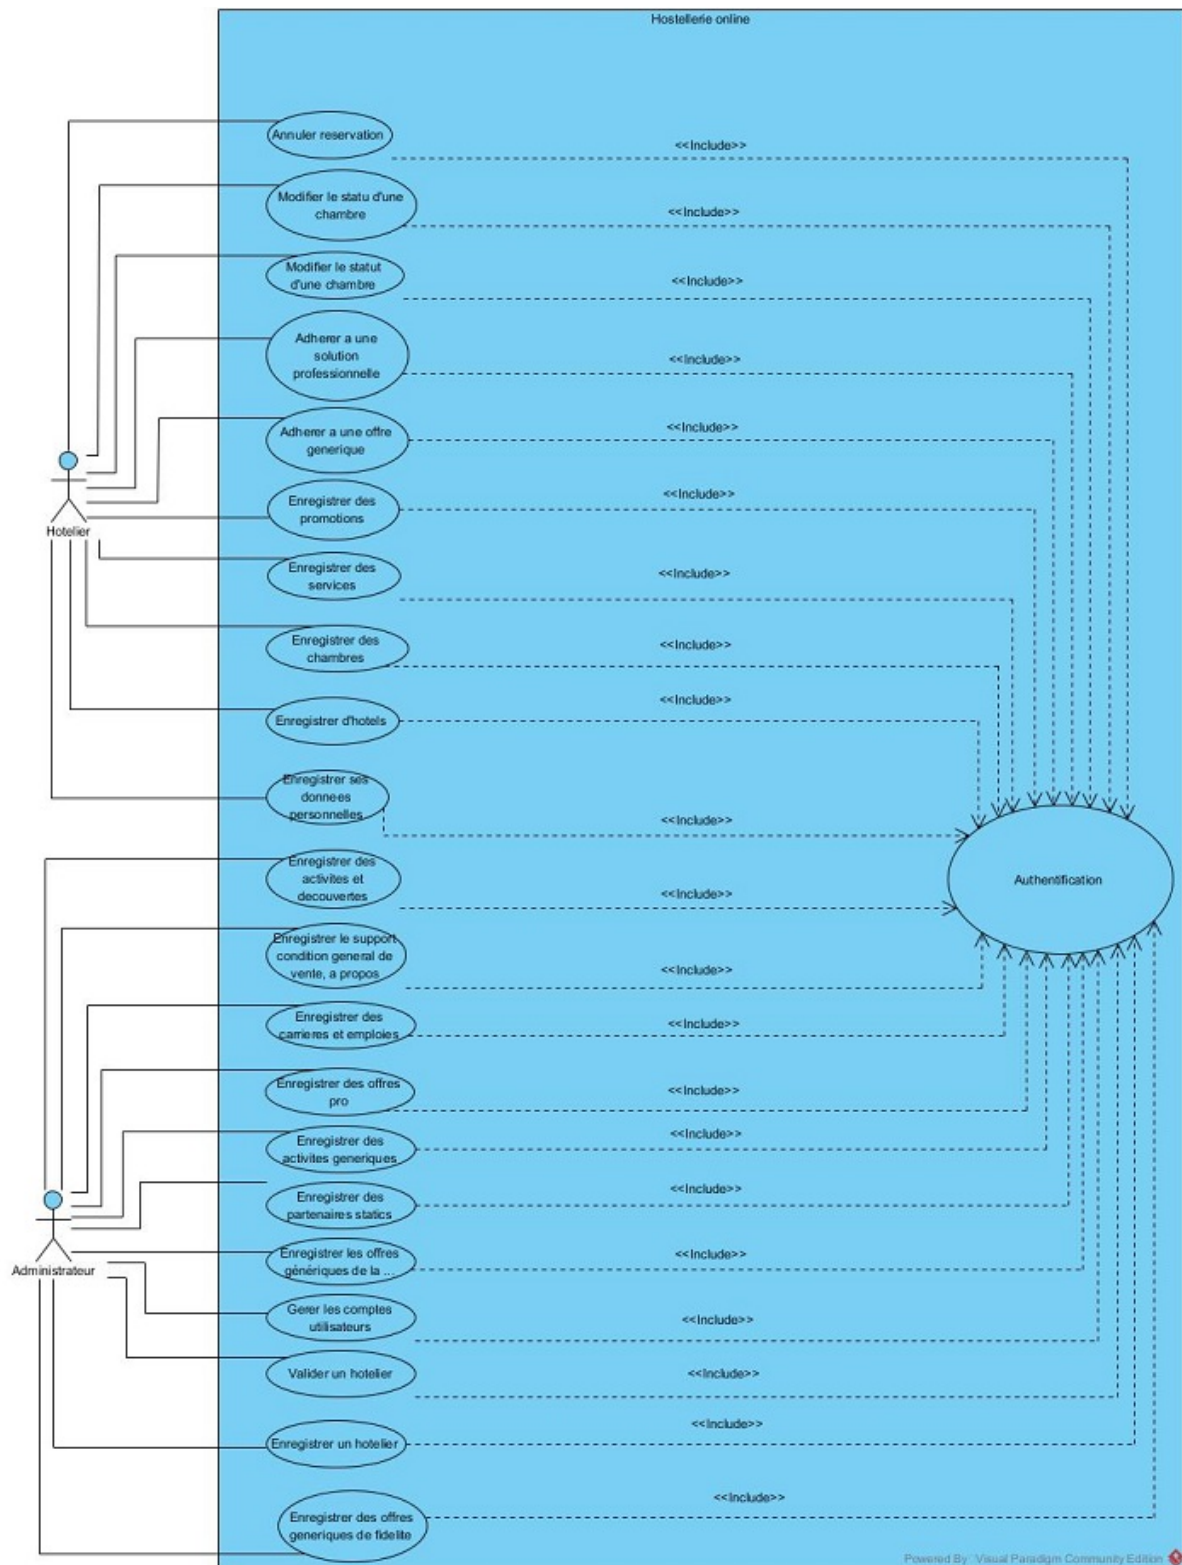 Hostellerie online
Annuler reservation
<<Include>>
Modifier le statu d'une
chambre
<<Include>>
Modifier le statut
d'une chambre
<<Include>>
Adherer a une
solution
professionnelle
<<Include>>
Adherer a une offre
generique
<<Include>>
Enregistrer des
promotions
<<Include>>
Hotelier
Enregistrer des
services
<<Include>>
Enregistrer des
chambres
<<Include>>
Enregistrer d'hotels
<<Include>>
Enregistrer ses
donnees
personnelles
<<Include>>
Enregistrer des
activites et
decouvertes
<<Include>>
Authentification
Enregistrer le support
condition general de
vente, a propos
<<Include>>
Enregistrer des
carrieres et emploies
<<Include>>
Enregistrer des offres
pro
<<Include>>
Enregistrer des
activites generiques
<<Include>>
Enregistrer des
partenaires statics
<<Include>>
Administrateur
Enregistrer les offres
génériques de la ...
<<Include>>
Gerer les comptes
utilisateurs
<<Include>>
Valider un hotelier
<<Include>>
Enregistrer un hotelier
<<Include>>
Enregistrer des offres
generiques de fidelite
<<Include>>
Powered By Visual Paradigm Community Edition